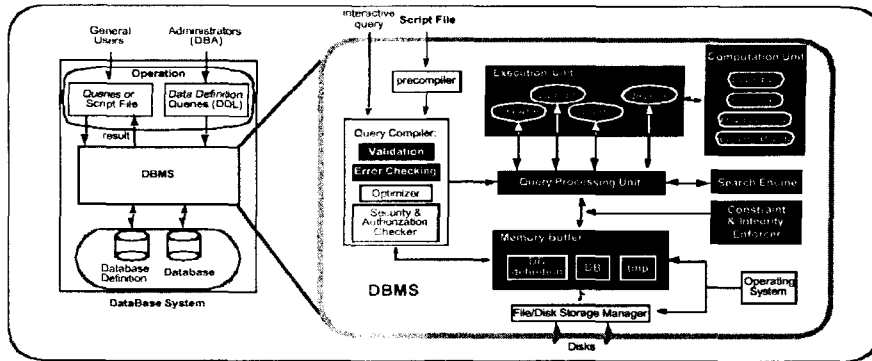 General
Users
Administrators
(DBA)
Operation
Queries or
Script File
Data Definition
Queries (DDL)
result
DBMS
Database
Definition
Database
DataBase System
interactive
query
Script File
precompiler
Query Compiler:
Validation
Error Checking
Optimizer
Security &
Authorization
Checker
Execution Unit
Computation Unit
Query Processing Unit
Search Engine
Constraint
& Integrity
Enforcer
Memory buffer
DB
definition
DB
tmp
DBMS
Operating
System
File/Disk Storage Manager
Disks